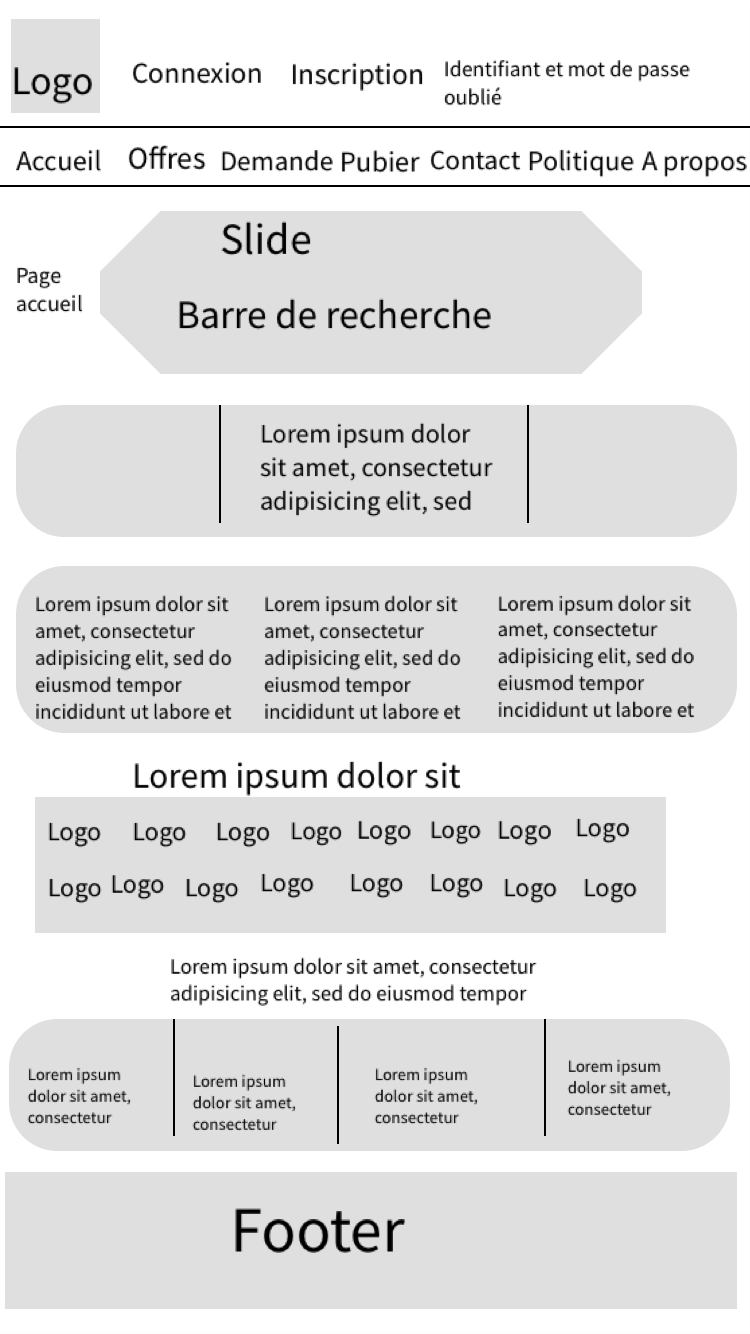 Logo
Connexion
Inscription
Identifiant et mot de passe
oublié
Accueil
Offres
Demande
Pubier
Contact
Politique
A propos
Slide
Page
accueil
Barre de recherche
Lorem ipsum dolor
sit amet, consectetur
adipisicing elit, sed
Lorem ipsum dolor sit
amet, consectetur
adipisicing elit, sed do
eiusmod tempor
incididunt ut labore et
Lorem ipsum dolor sit
amet, consectetur
adipisicing elit, sed do
eiusmod tempor
incididunt ut labore et
Lorem ipsum dolor sit
amet, consectetur
adipisicing elit, sed do
eiusmod tempor
incididunt ut labore et
Lorem ipsum dolor sit
Logo Logo Logo Logo Logo Logo Logo Logo
Logo Logo Logo Logo Logo Logo Logo Logo
Lorem ipsum dolor sit amet, consectetur
adipisicing elit, sed do eiusmod tempor
Lorem ipsum
dolor sit amet,
consectetur
Lorem ipsum
dolor sit amet,
consectetur
Lorem ipsum
dolor sit amet,
consectetur
Lorem ipsum
dolor sit amet,
consectetur
Footer